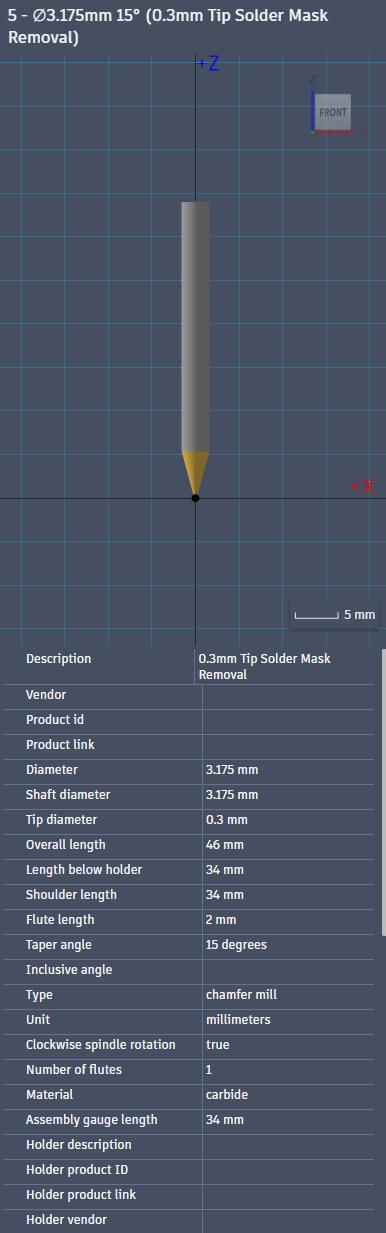 5 - Ø3.175mm 15° (0.3mm Tip Solder Mask
Removal)
+Z
Z
FRONT
X
+X
5 mm
Description 0.3mm Tip Solder Mask
Removal
Vendor
Product id
Product link
Diameter 3.175 mm
Shaft diameter 3.175 mm
Tip diameter 0.3 mm
Overall length 46 mm
Length below holder 34 mm
Shoulder length 34 mm
Flute length 2 mm
Taper angle 15 degrees
Inclusive angle
Type chamfer mill
Unit millimeters
Clockwise spindle rotation true
Number of flutes 1
Material carbide
Assembly gauge length 34 mm
Holder description
Holder product ID
Holder product link
Holder vendor